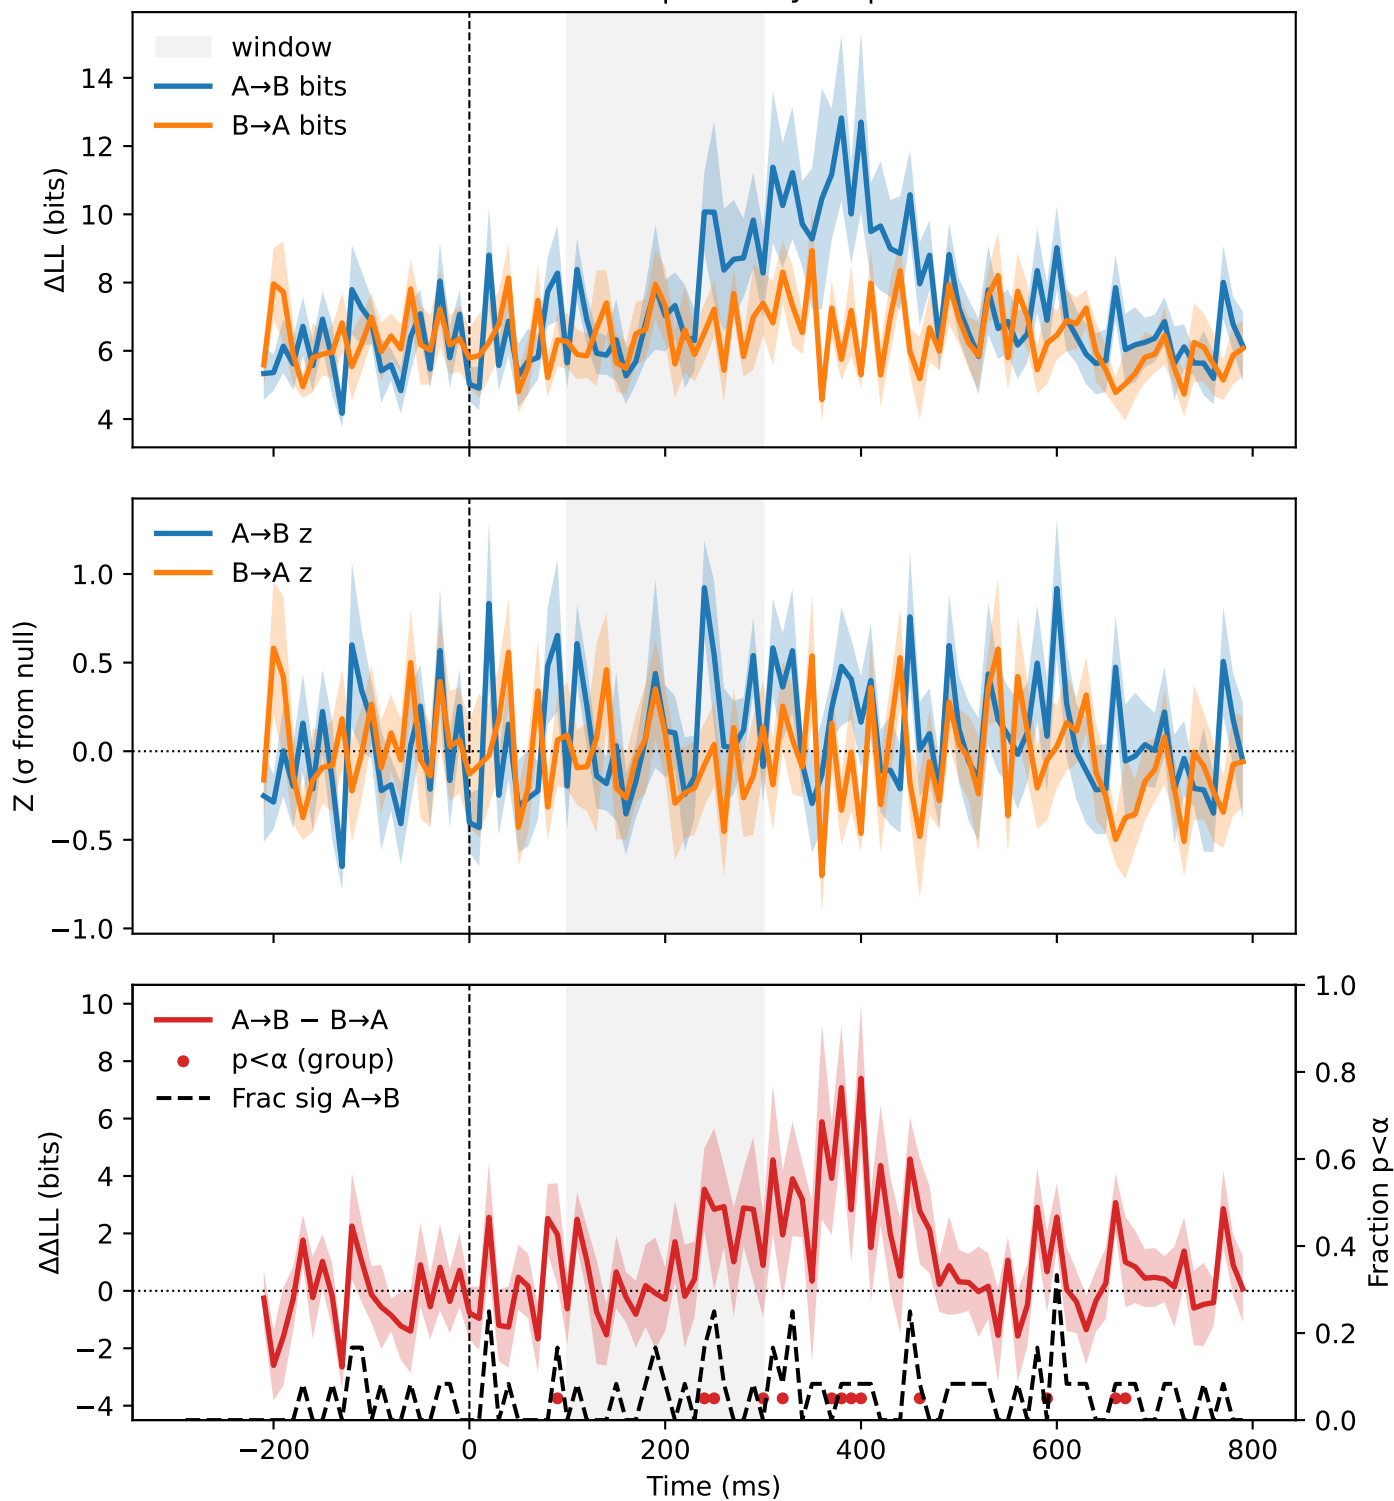 window
A→B bits
B→A bits
14
12
10
8
6
4
ΔLL (bits)
A→B z
B→A z
1.0
0.5
0.0
−0.5
−1.0
Z (σ from null)
A→B − B→A
p<α (group)
Frac sig A→B
10
8
6
4
2
0
−2
−4
ΔΔLL (bits)
1.0
0.8
0.6
0.4
0.2
0.0
Fraction p<α
−200
0
200
400
600
800
Time (ms)